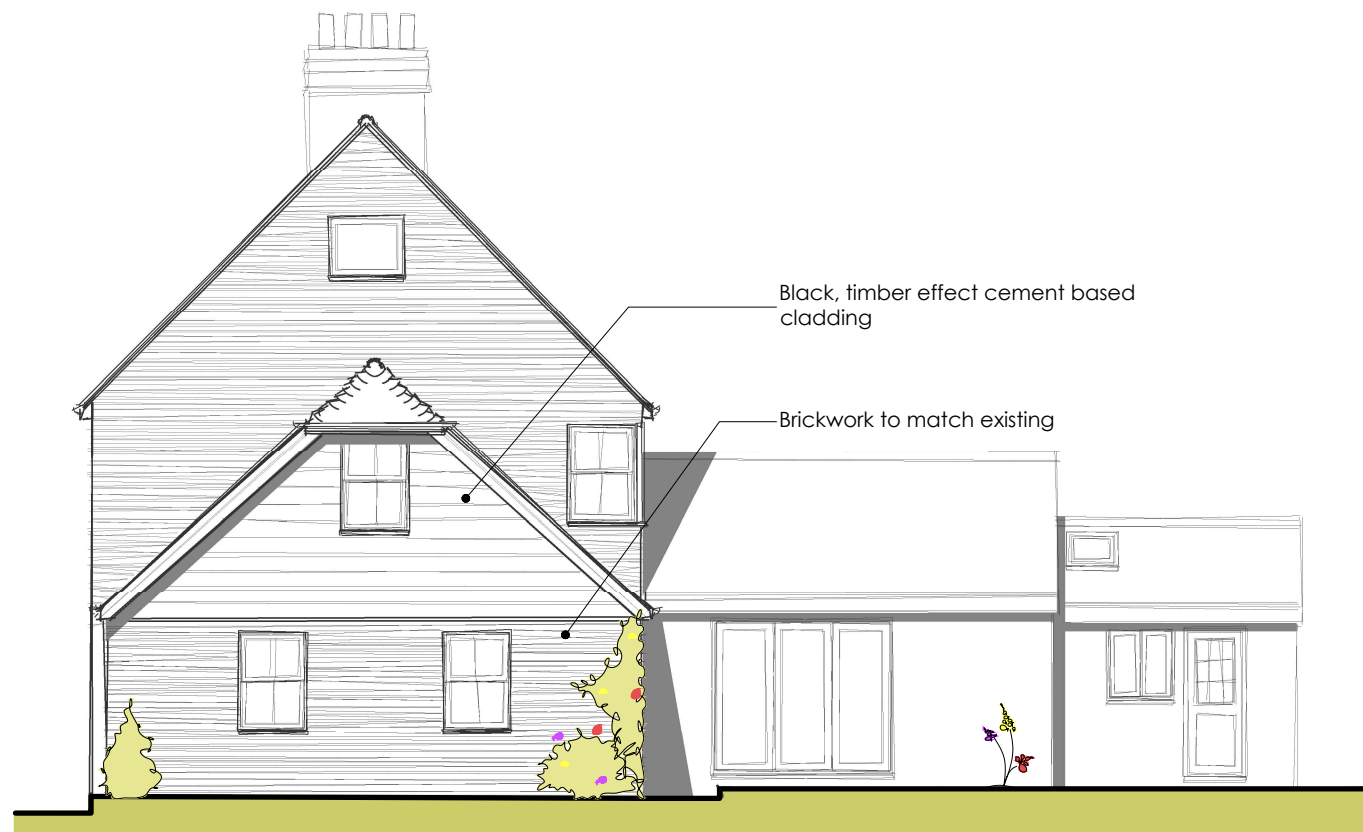 Black, timber effect cement based
cladding
Brickwork to match existing